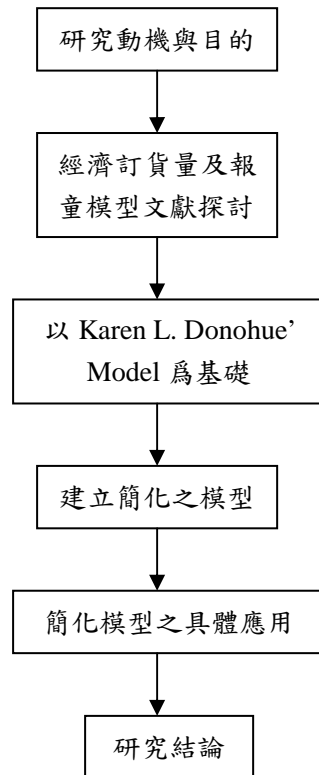 研究動機與目的
經濟訂貨量及報
童模型文獻探討
以 Karen L. Donohue’
Model 爲基礎
建立簡化之模型
簡化模型之具體應用
研究結論